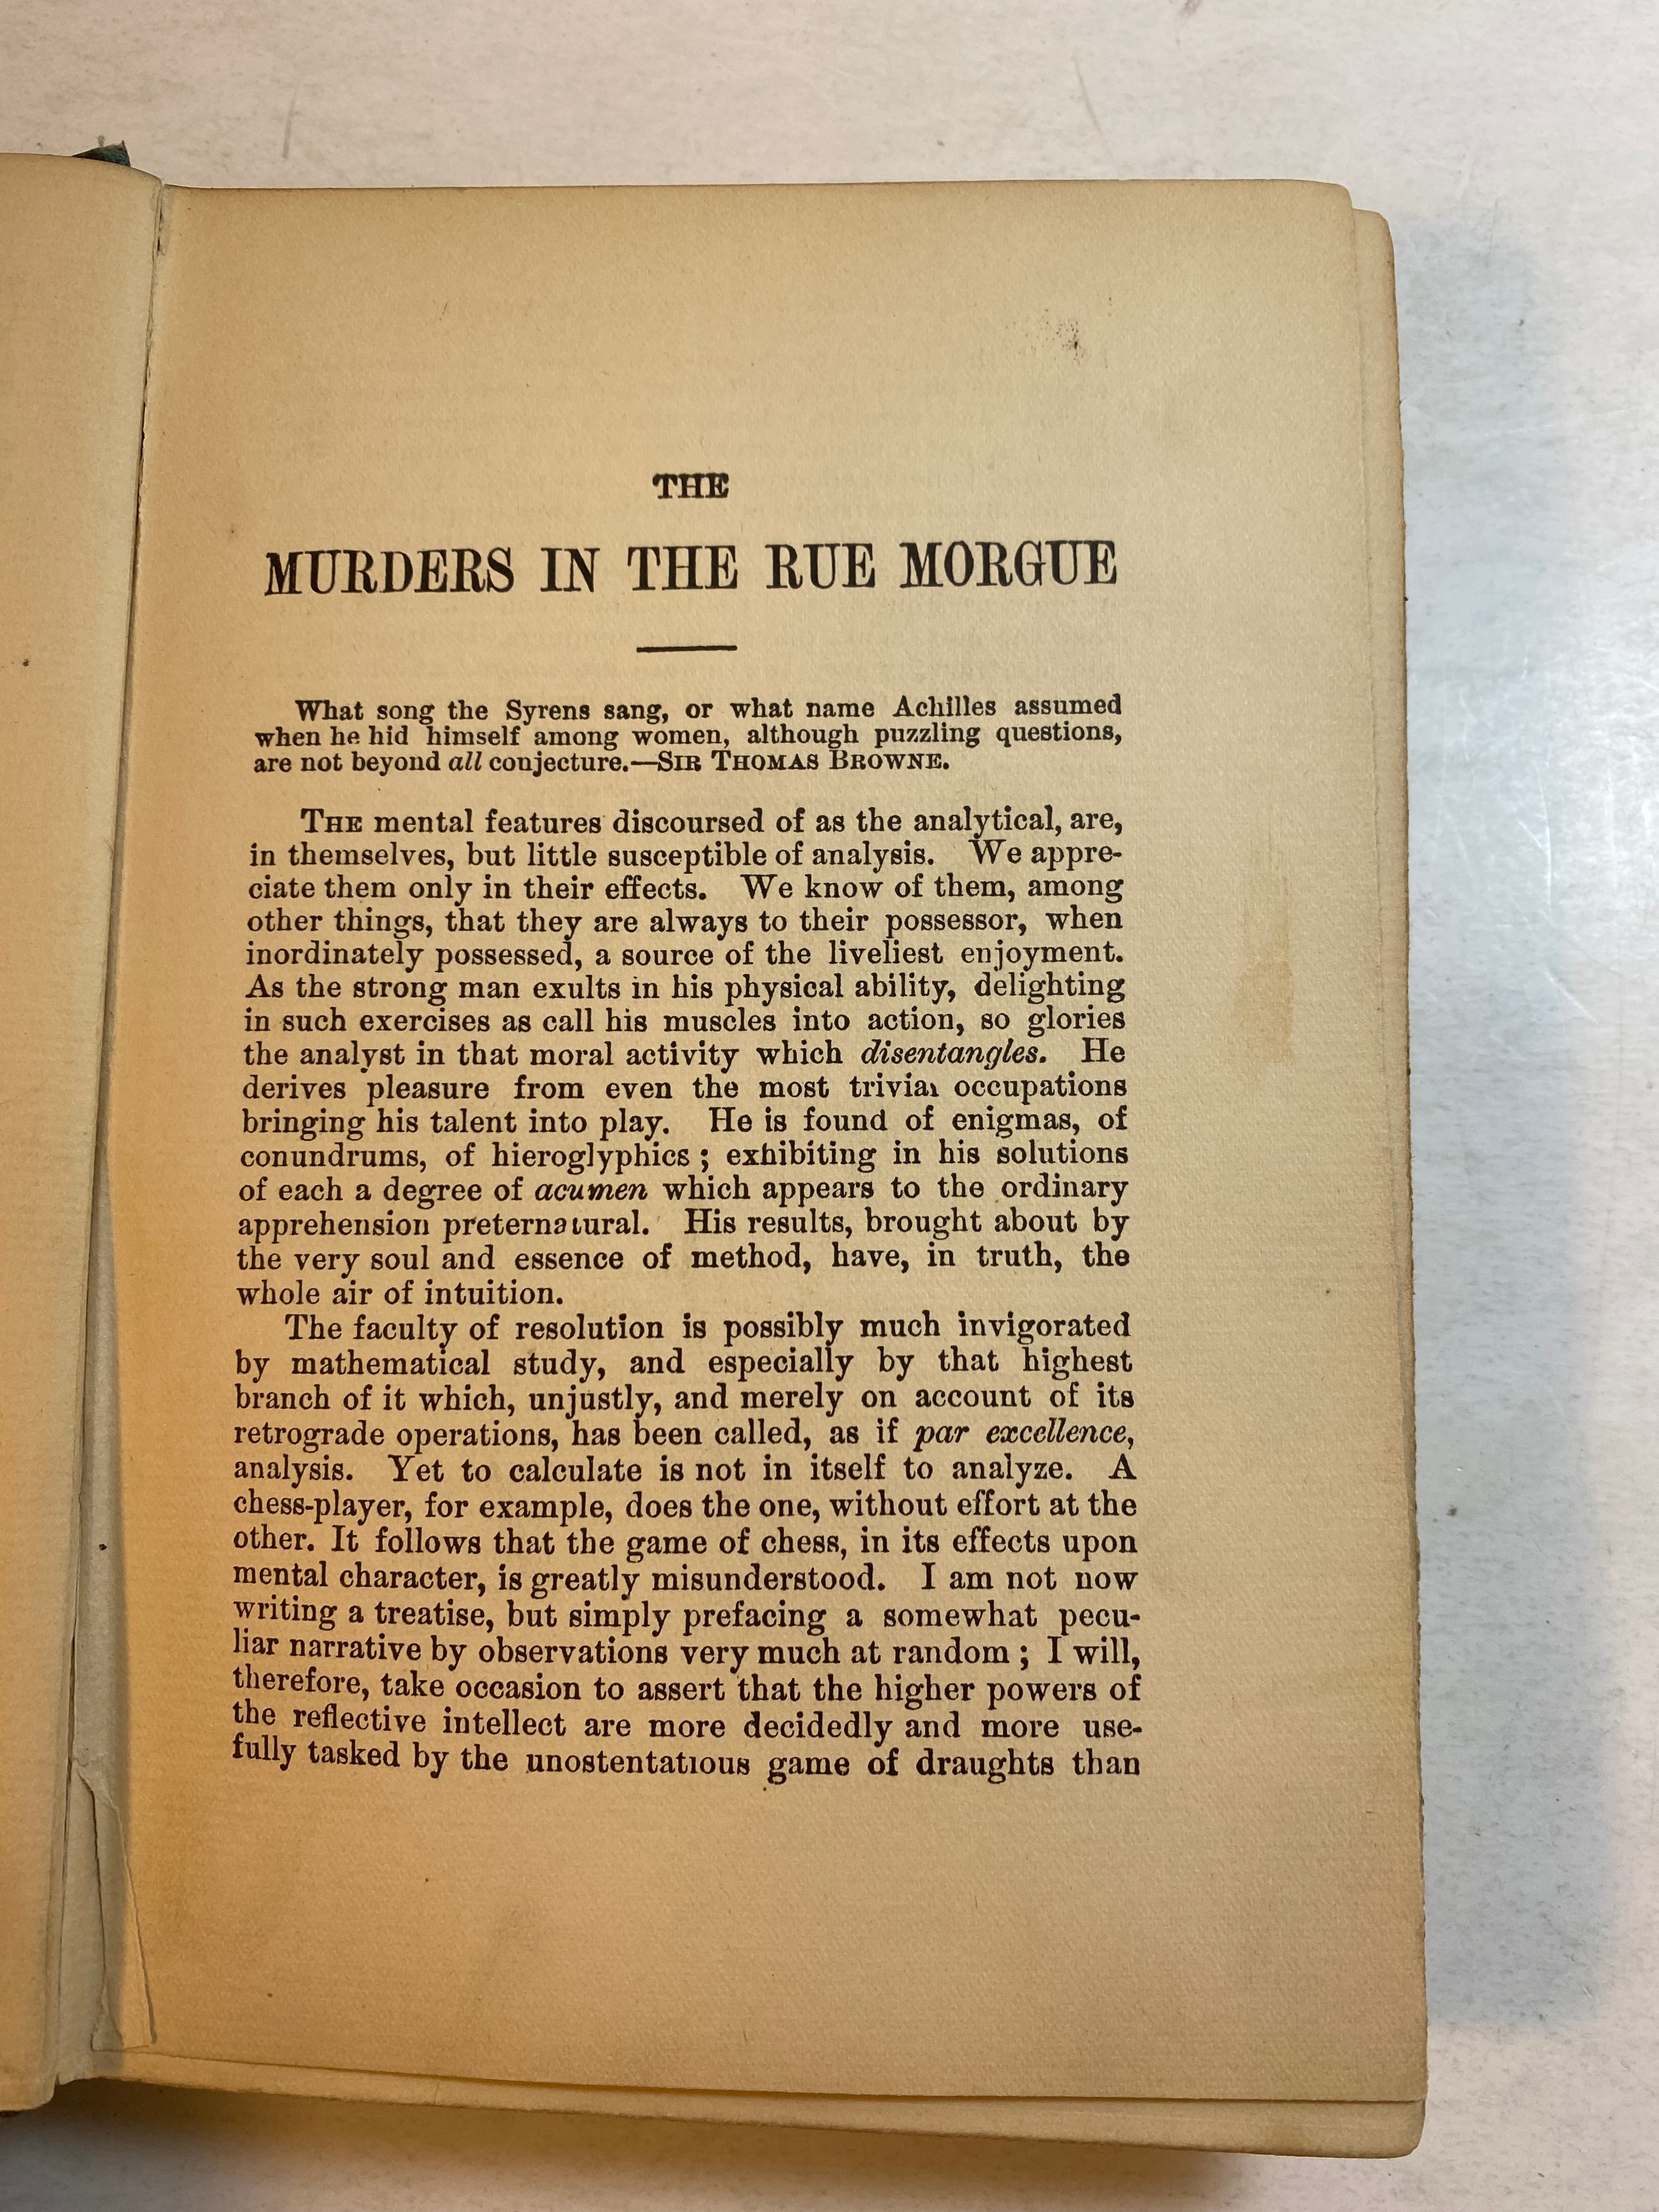 THE
MURDERS IN THE RUE MORGUE
What song the Syrens sang, or what name Achilles assumed
when he hid himself among women, although puzzling questions,
are not beyond all conjecture.—SIR THOMAS BROWNE.
THE mental features discoursed of as the analytical, are,
in themselves, but little susceptible of analysis. We appre-
ciate them only in their effects. We know of them, among
other things, that they are always to their possessor, when
inordinately possessed, a source of the liveliest enjoyment.
As the strong man exults in his physical ability, delighting
in such exercises as call his muscles into action, so glories
the analyst in that moral activity which disentangles. He
derives pleasure from even the most trivial occupations
bringing his talent into play. He is found of enigmas, of
conundrums, of hieroglyphics ; exhibiting in his solutions
of each a degree of acumen which appears to the ordinary
apprehension preternatural. His results, brought about by
the very soul and essence of method, have, in truth, the
whole air of intuition.
The faculty of resolution is possibly much invigorated
by mathematical study, and especially by that highest
branch of it which, unjustly, and merely on account of its
retrograde operations, has been called, as if par excellence,
analysis. Yet to calculate is not in itself to analyze. A
chess-player, for example, does the one, without effort at the
other. It follows that the game of chess, in its effects upon
mental character, is greatly misunderstood. I am not now
writing a treatise, but simply prefacing a somewhat pecu-
liar narrative by observations very much at random ; I will,
therefore, take occasion to assert that the higher powers of
the reflective intellect are more decidedly and more use-
fully tasked by the unostentatious game of draughts than